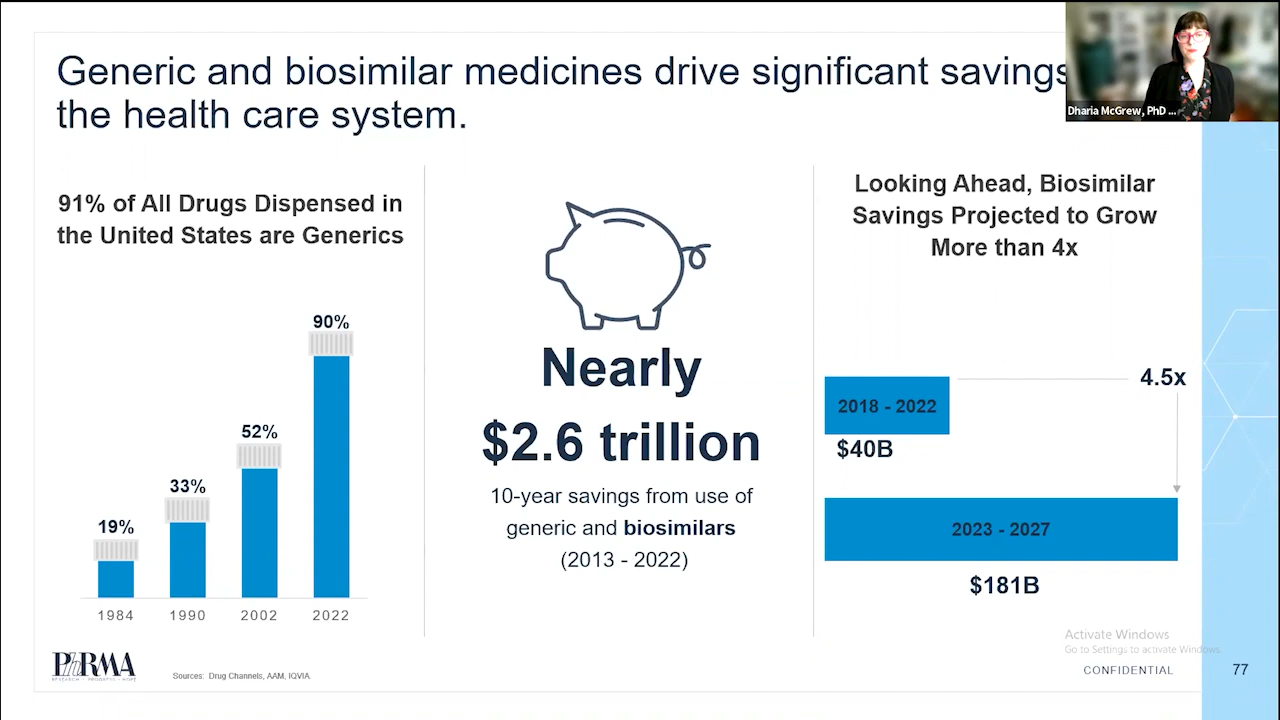 Generic and biosimilar medicines drive significant savings
the health care system.
Dharia McGrew, PhD ...
91% of All Drugs Dispensed in
the United States are Generics
19%
33%
52%
90%
1984 1990 2002 2022
Nearly
$2.6 trillion
10-year savings from use of
generic and biosimilars
(2013 - 2022)
Looking Ahead, Biosimilar
Savings Projected to Grow
More than 4x
4.5x
2018 - 2022
$40B
2023 - 2027
$181B
Activate Windows
Go to Settings to activate Windows.
PhRMA
RESEARCH · PROGRESS · HOPE
Sources: Drug Channels, AAM, IQVIA.
CONFIDENTIAL
77